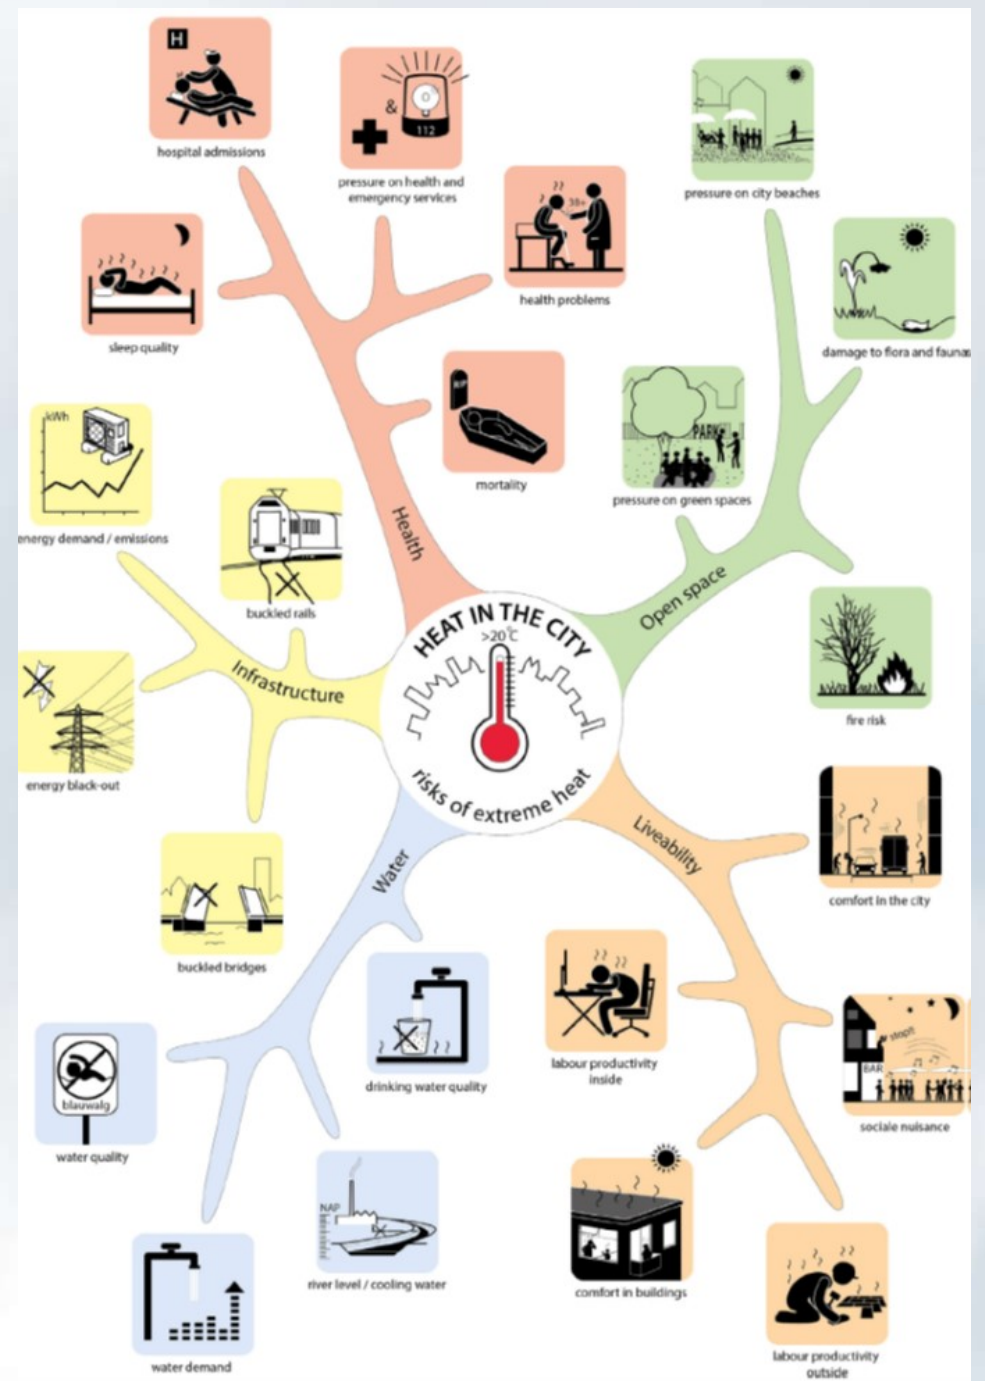 H
hospital admissions
&
112
pressure on health and
emergency services
38+
health problems
sleep quality
RIP
mortality
Health
pressure on city beaches
damage to flora and faunas
PARK
pressure on green spaces
Open space
fire risk
kWh
energy demand / emissions
buckled rails
Infrastructure
energy black-out
buckled bridges
HEAT IN THE CITY
>20°C
risks of extreme heat
Water
drinking water quality
blauwalg
water quality
NAP
river level / cooling water
water demand
Liveability
comfort in the city
labour productivity
inside
stop!!
BAR
sociale nuisance
comfort in buildings
labour productivity
outside